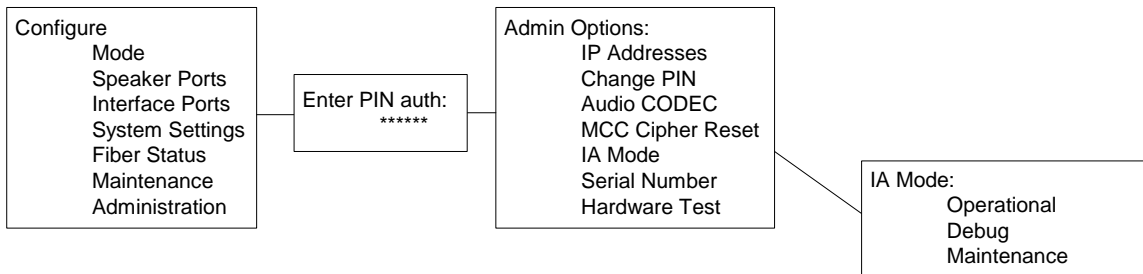 Configure
Mode
Speaker Ports
Interface Ports
System Settings
Fiber Status
Maintenance
Administration
Enter PIN auth:
******
Admin Options:
IP Addresses
Change PIN
Audio CODEC
MCC Cipher Reset
IA Mode
Serial Number
Hardware Test
IA Mode:
Operational
Debug
Maintenance